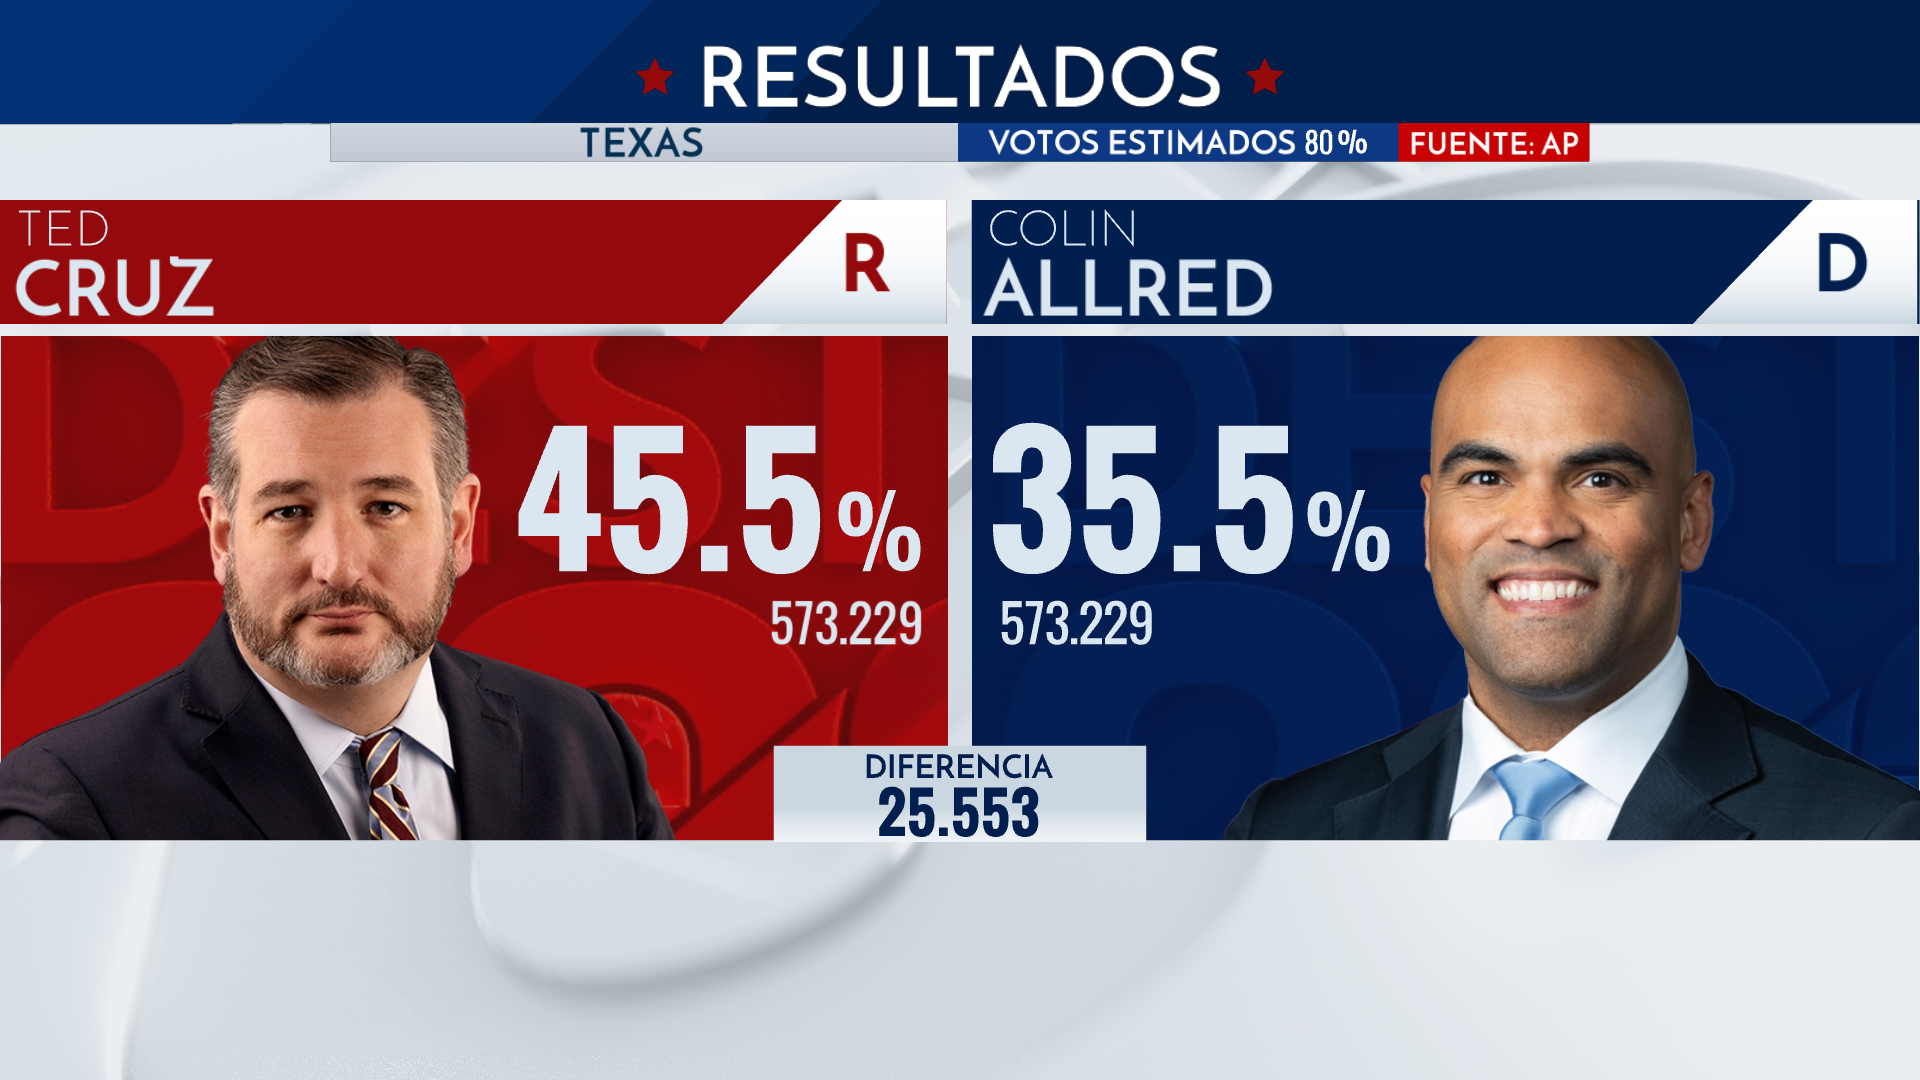 RESULTADOS
TEXAS
VOTOS ESTIMADOS 80%
FUENTE: AP
TED
CRUZ
R
COLIN
ALLRED
D
45.5%
573.229
35.5%
573.229
DIFERENCIA
25.553